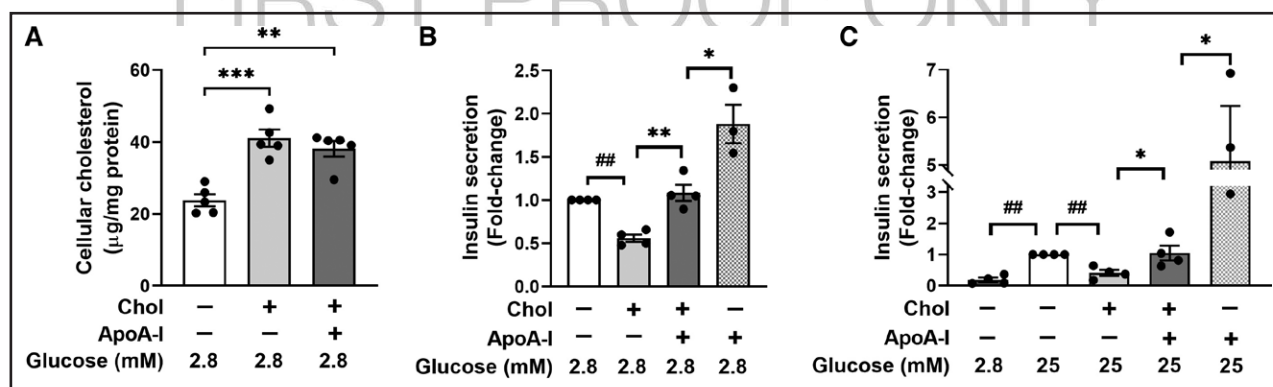 FIRST PROOF ONLY
A
Cellular cholesterol
(μg/mg protein)
60
40
20
0
***
**
Chol − + +
ApoA-I − − +
Glucose (mM) 2.8 2.8 2.8
B
Insulin secretion
(Fold-change)
2.5
2.0
1.5
1.0
0.5
0.0
##
**
*
Chol − + + −
ApoA-I − − + +
Glucose (mM) 2.8 2.8 2.8 2.8
C
Insulin secretion
(Fold-change)
7
6
5
3
2
1
0
##
##
*
*
Chol − − + + −
ApoA-I − − − + +
Glucose (mM) 2.8 25 25 25 25